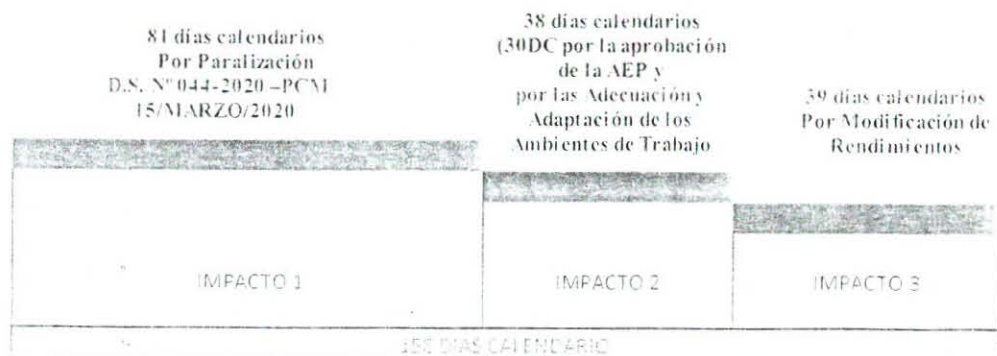 81 días calendarios
Por Paralización
D.S. N° 044-2020 –PCM
15/MARZO/2020
38 días calendarios
(30DC por la aprobación
de la AEP y
por las Adecuación y
Adaptación de los
Ambientes de Trabajo
39 días calendarios
Por Modificación de
Rendimientos
IMPACTO 1
IMPACTO 2
IMPACTO 3
DIAS CALENDARIO